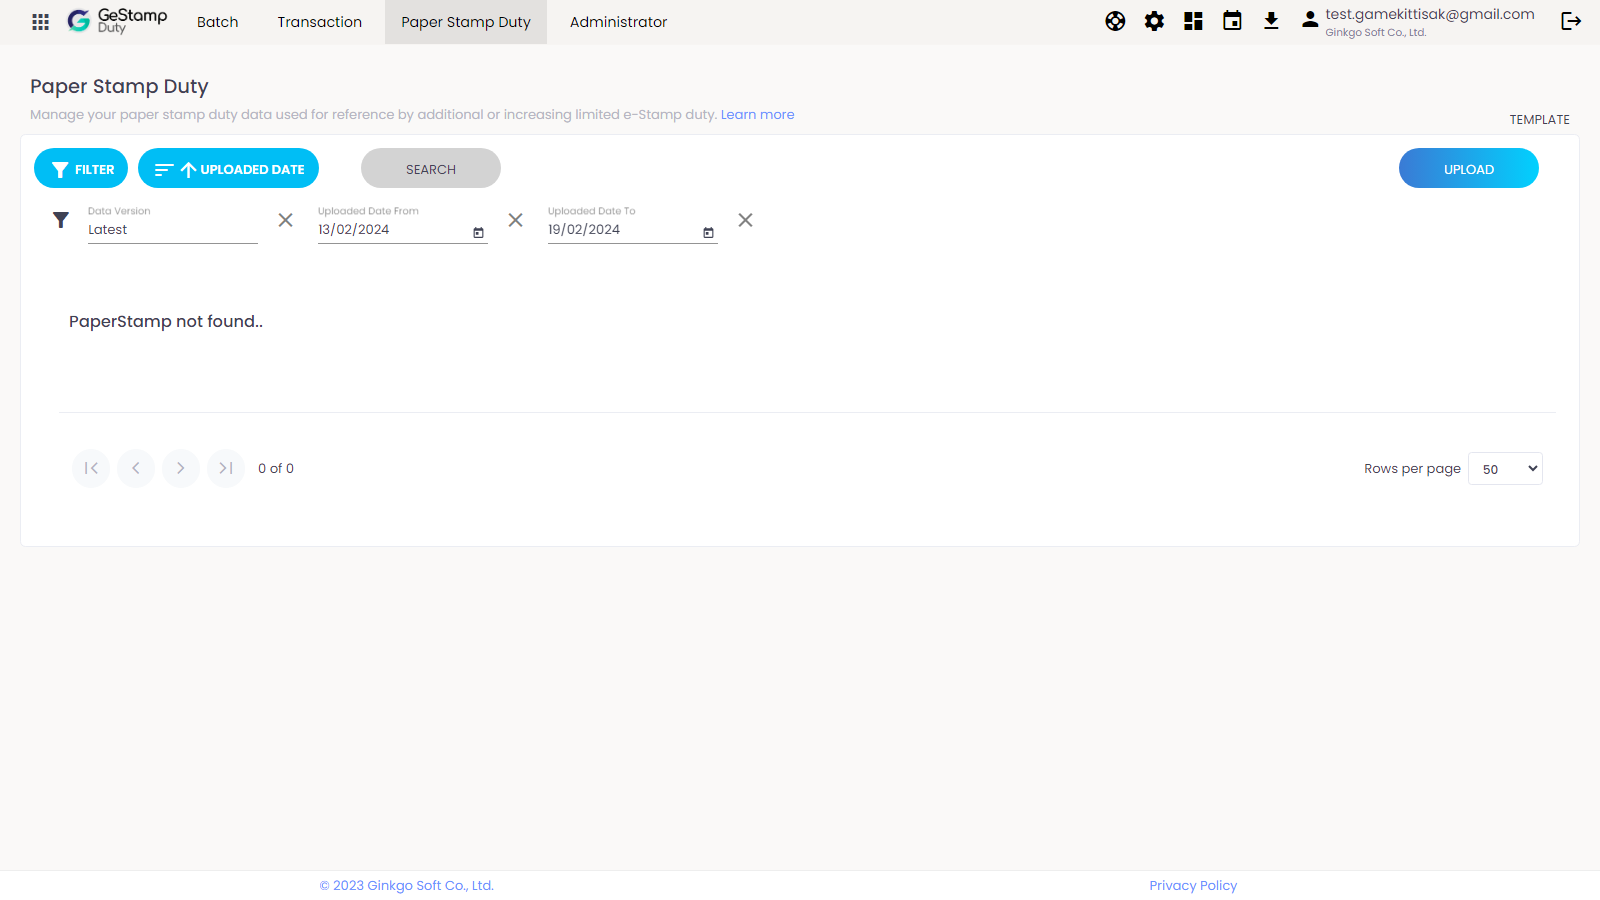 GeStamp
Duty
Batch
Transaction
Paper Stamp Duty
Administrator
test.gamekittisak@gmail.com
Ginkgo Soft Co., Ltd.
Paper Stamp Duty
Manage your paper stamp duty data used for reference by additional or increasing limited e-Stamp duty. Learn more
TEMPLATE
FILTER
UPLOADED DATE
SEARCH
UPLOAD
Data Version
Latest
Uploaded Date From
13/02/2024
Uploaded Date To
19/02/2024
PaperStamp not found..
0 of 0
Rows per page
50
© 2023 Ginkgo Soft Co., Ltd.
Privacy Policy